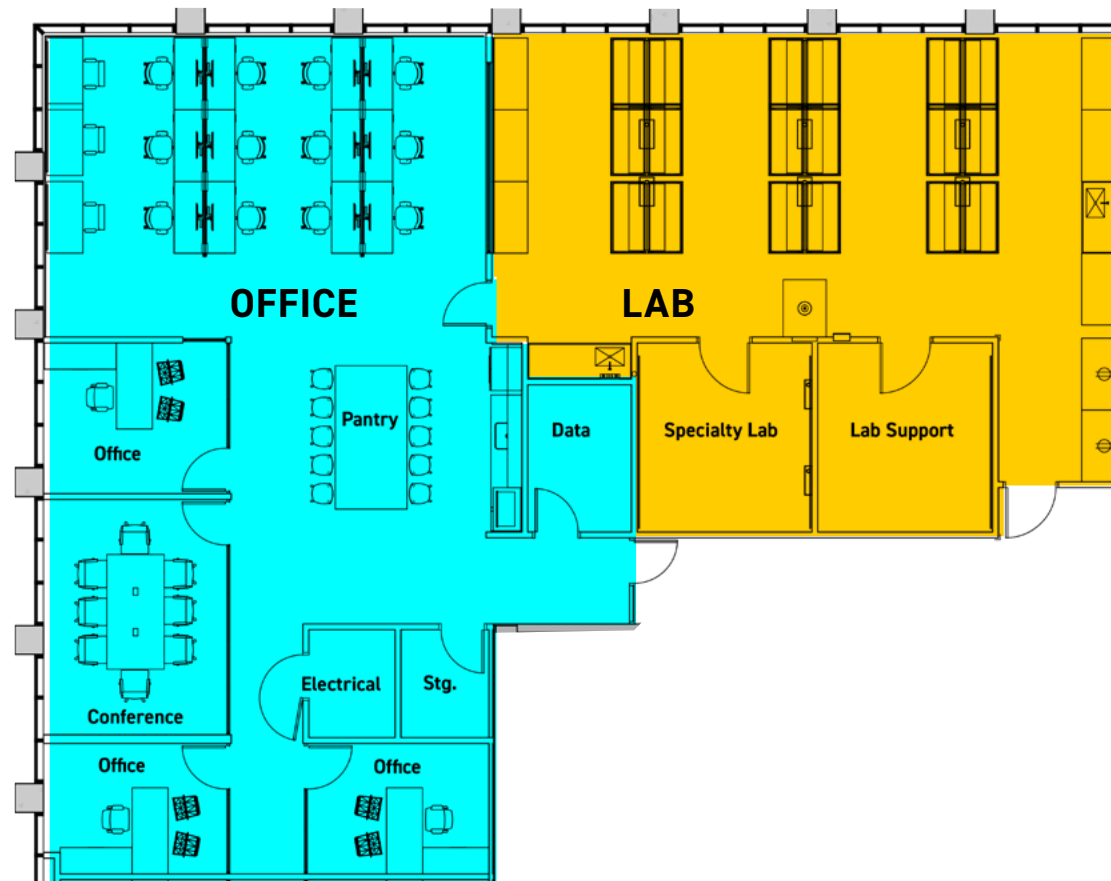 OFFICE
LAB
Pantry
Data
Specialty Lab
Lab Support
Office
Electrical
Stg.
Conference
Office
Office